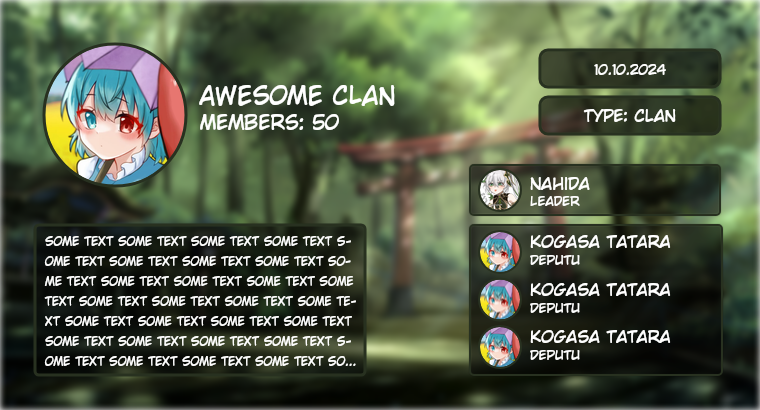 AWESOME CLAN
MEMBERS: 50
10.10.2024
TYPE: CLAN
NAHIDA
LEADER
KOGASA TATARA
DEPUTU
KOGASA TATARA
DEPUTU
KOGASA TATARA
DEPUTU
SOME TEXT SOME TEXT SOME TEXT SOME TEXT S-
OME TEXT SOME TEXT SOME TEXT SOME TEXT SO-
ME TEXT SOME TEXT SOME TEXT SOME TEXT SOME
TEXT SOME TEXT SOME TEXT SOME TEXT SOME TE-
XT SOME TEXT SOME TEXT SOME TEXT SOME TEXT
SOME TEXT SOME TEXT SOME TEXT SOME TEXT S-
OME TEXT SOME TEXT SOME TEXT SOME TEXT SO...